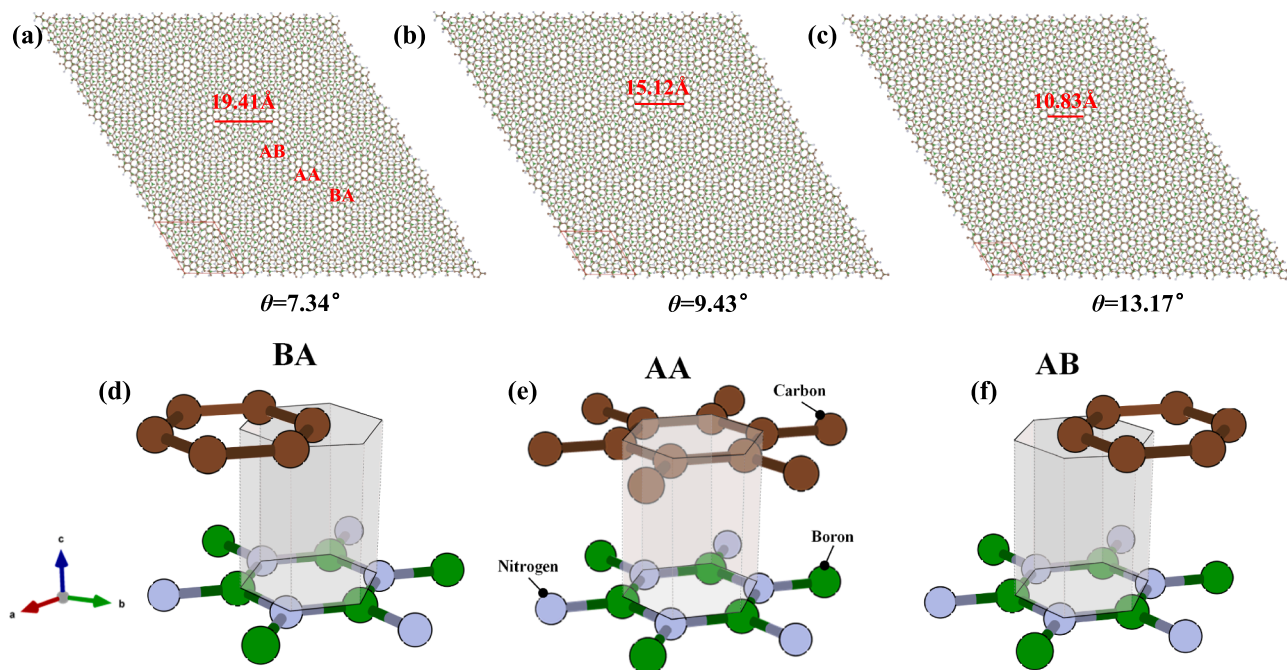 (a)
19.41Å
AB
AA
BA
θ=7.34°
(b)
15.12Å
θ=9.43°
(c)
10.83Å
θ=13.17°
BA
(d)
c
a
b
AA
(e)
Carbon
Nitrogen
Boron
AB
(f)